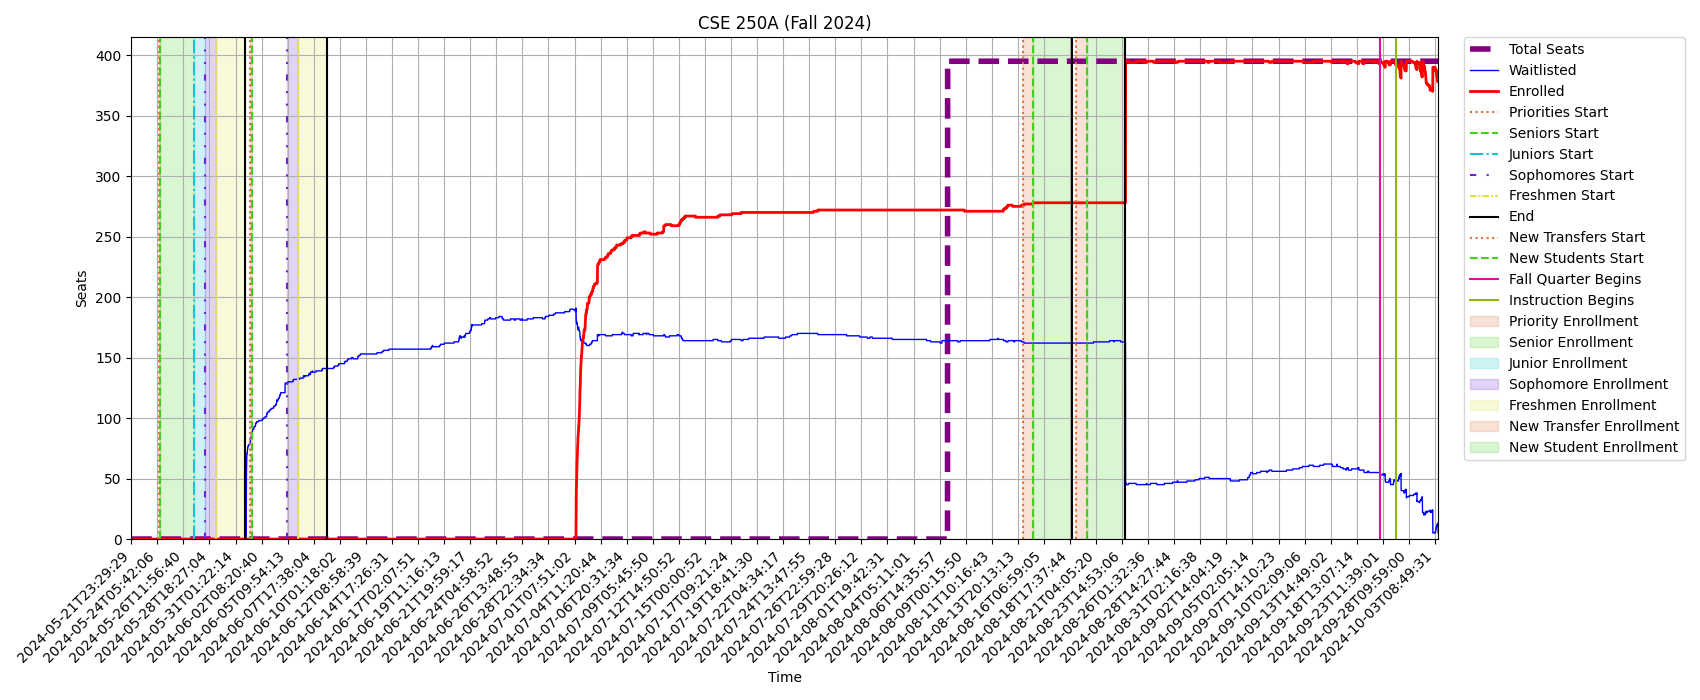 CSE 250A (Fall 2024)
Seats
400
350
300
250
200
150
100
50
0
2024-05-21T23:29:29
2024-05-24T05:42:06
2024-05-26T11:56:40
2024-05-28T18:27:04
2024-05-31T01:22:14
2024-06-02T08:20:40
2024-06-05T09:54:13
2024-06-07T17:38:04
2024-06-10T01:18:02
2024-06-12T08:58:39
2024-06-14T17:26:31
2024-06-17T02:07:51
2024-06-19T11:16:13
2024-06-21T19:59:17
2024-06-24T04:58:52
2024-06-26T13:48:55
2024-06-28T22:34:34
2024-07-01T07:51:02
2024-07-04T11:20:44
2024-07-06T20:31:34
2024-07-09T05:45:50
2024-07-12T14:50:52
2024-07-15T00:00:52
2024-07-17T09:21:24
2024-07-19T18:41:30
2024-07-22T04:34:17
2024-07-24T13:47:55
2024-07-26T22:59:28
2024-07-29T20:26:12
2024-08-01T19:42:31
2024-08-04T05:11:01
2024-08-06T14:35:57
2024-08-09T00:15:50
2024-08-11T10:16:43
2024-08-13T20:13:13
2024-08-16T06:59:05
2024-08-18T17:37:44
2024-08-21T04:05:20
2024-08-23T14:53:06
2024-08-26T01:32:36
2024-08-28T14:27:44
2024-08-31T02:16:38
2024-09-02T14:04:19
2024-09-05T02:05:14
2024-09-07T14:10:23
2024-09-10T02:09:06
2024-09-13T14:49:02
2024-09-18T13:07:14
2024-09-23T11:39:01
2024-09-28T09:59:00
2024-10-03T08:49:31
Time
Total Seats
Waitlisted
Enrolled
Priorities Start
Seniors Start
Juniors Start
Sophomores Start
Freshmen Start
End
New Transfers Start
New Students Start
Fall Quarter Begins
Instruction Begins
Priority Enrollment
Senior Enrollment
Junior Enrollment
Sophomore Enrollment
Freshmen Enrollment
New Transfer Enrollment
New Student Enrollment